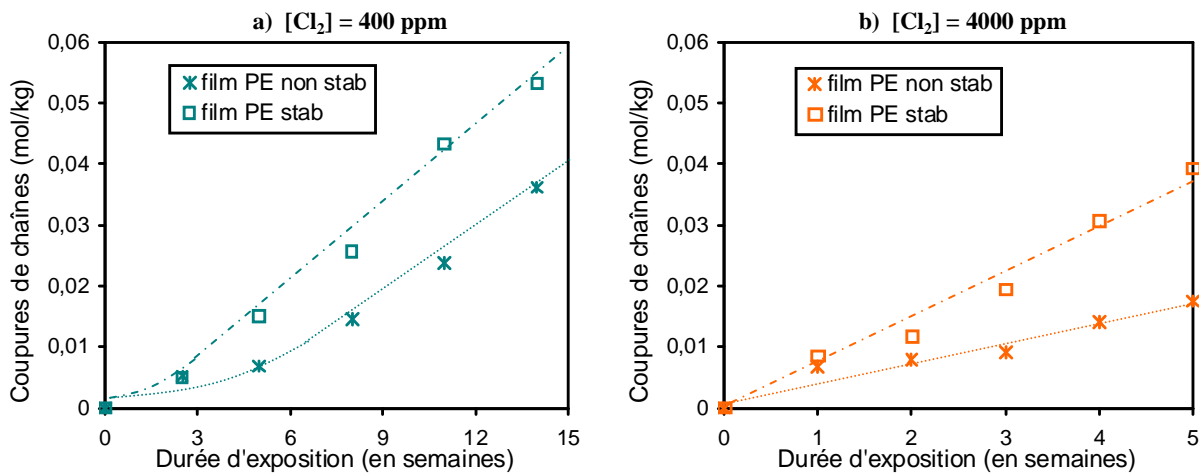 a) [Cl₂] = 400 ppm
Coupures de chaînes (mol/kg)
0,06
0,05
0,04
0,03
0,02
0,01
0
film PE non stab
film PE stab
0 3 6 9 12 15
Durée d'exposition (en semaines)
b) [Cl₂] = 4000 ppm
Coupures de chaînes (mol/kg)
0,06
0,05
0,04
0,03
0,02
0,01
0
film PE non stab
film PE stab
0 1 2 3 4 5
Durée d'exposition (en semaines)